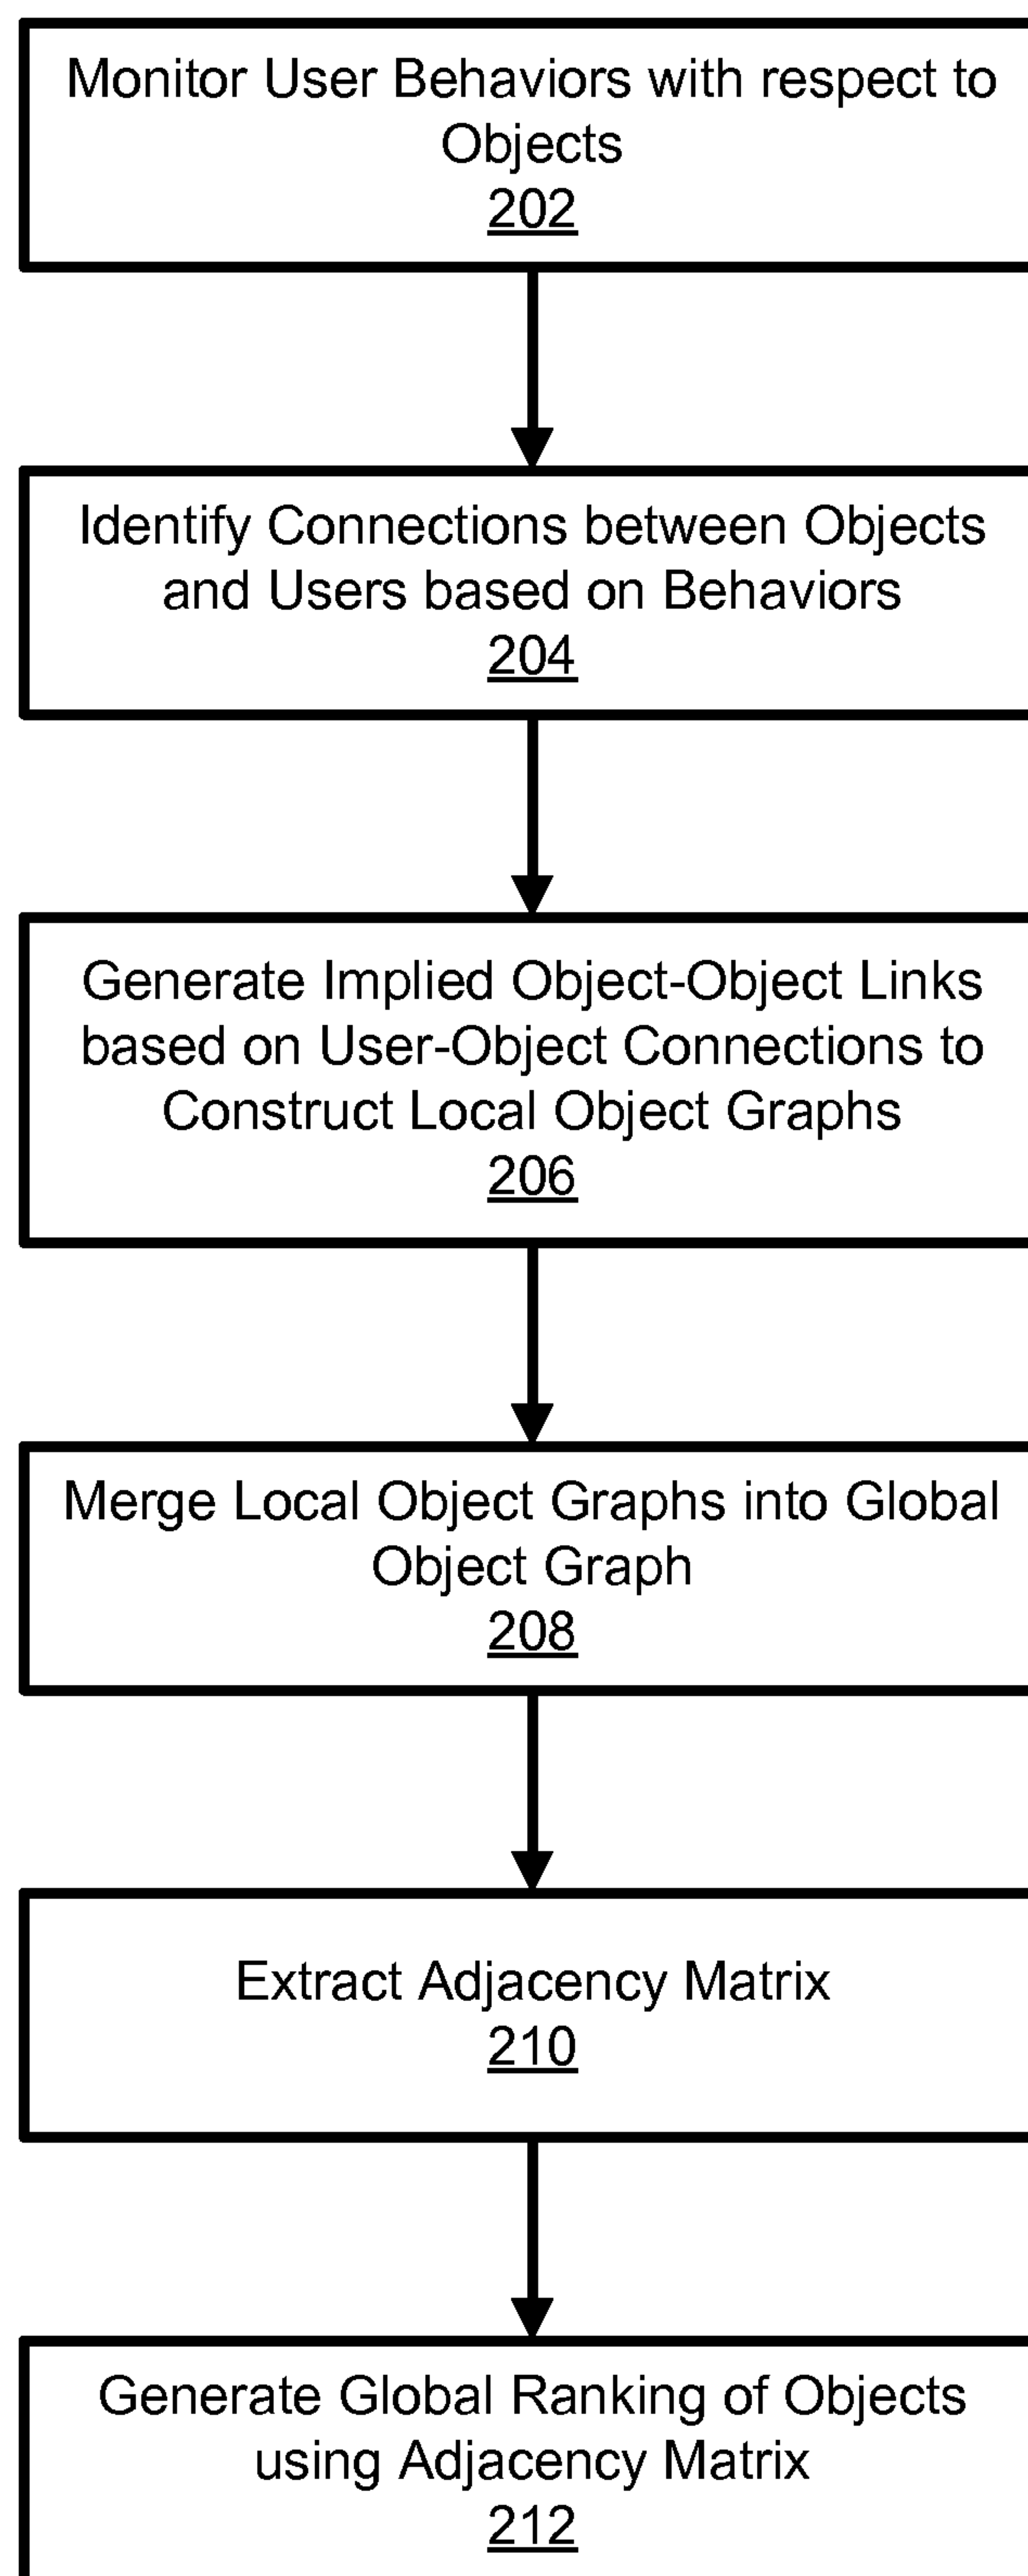 Monitor User Behaviors with respect to
Objects
202
Identify Connections between Objects
and Users based on Behaviors
204
Generate Implied Object-Object Links
based on User-Object Connections to
Construct Local Object Graphs
206
Merge Local Object Graphs into Global
Object Graph
208
Extract Adjacency Matrix
210
Generate Global Ranking of Objects
using Adjacency Matrix
212